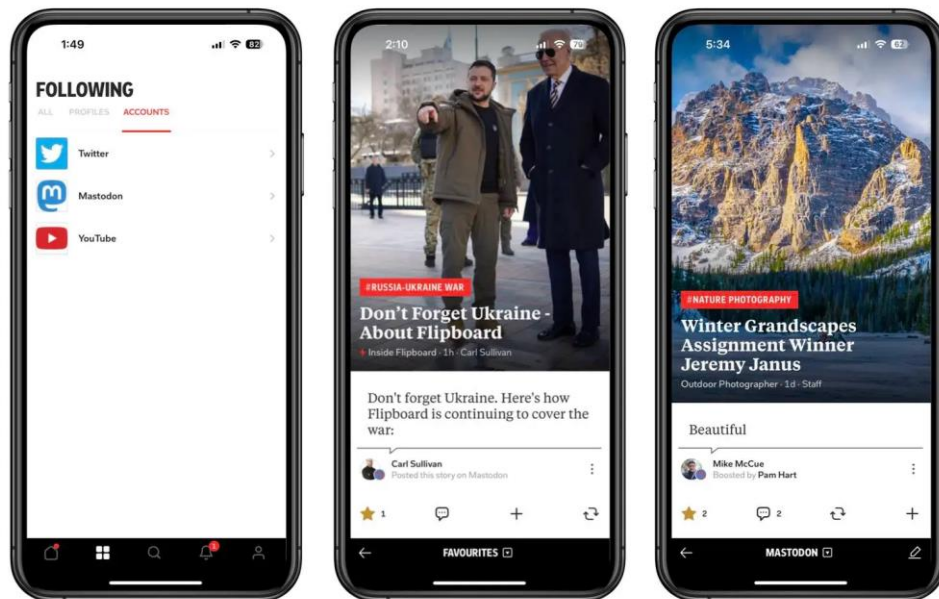 1:49
82
FOLLOWING
ALL PROFILES ACCOUNTS
Twitter
Mastodon
YouTube
1
2:10
79
#RUSSIA-UKRAINE WAR
Don’t Forget Ukraine -
About Flipboard
Inside Flipboard · 1h · Carl Sullivan
Don't forget Ukraine. Here's how
Flipboard is continuing to cover the
war:
Carl Sullivan
Posted this story on Mastodon
1
FAVOURITES
5:34
#NATURE PHOTOGRAPHY
Winter Grandscapes
Assignment Winner
Jeremy Janus
Outdoor Photographer · 1d · Staff
Beautiful
Mike McCue
Boosted by Pam Hart
2 2
MASTODON